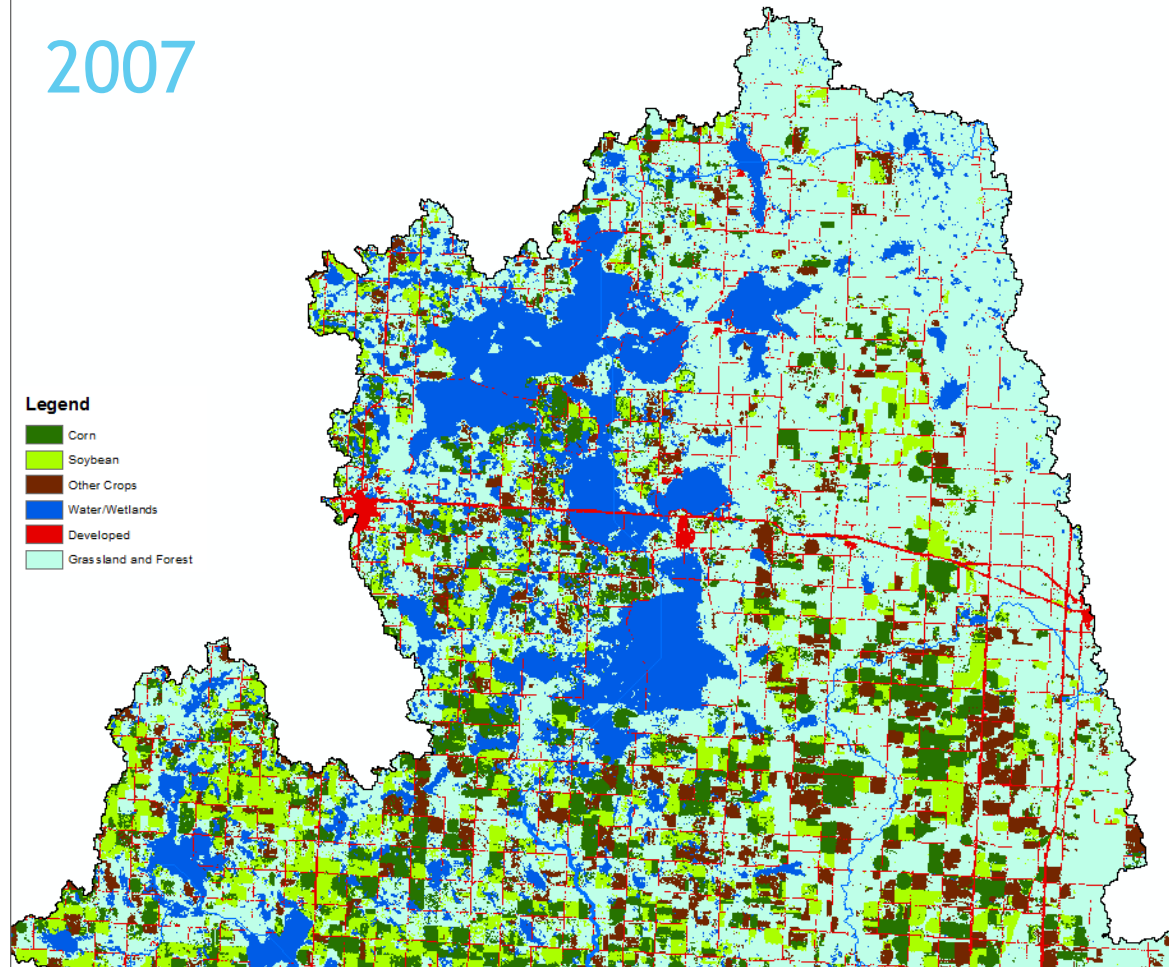 2007
Legend
Corn
Soybean
Other Crops
Water/Wetlands
Developed
Grassland and Forest